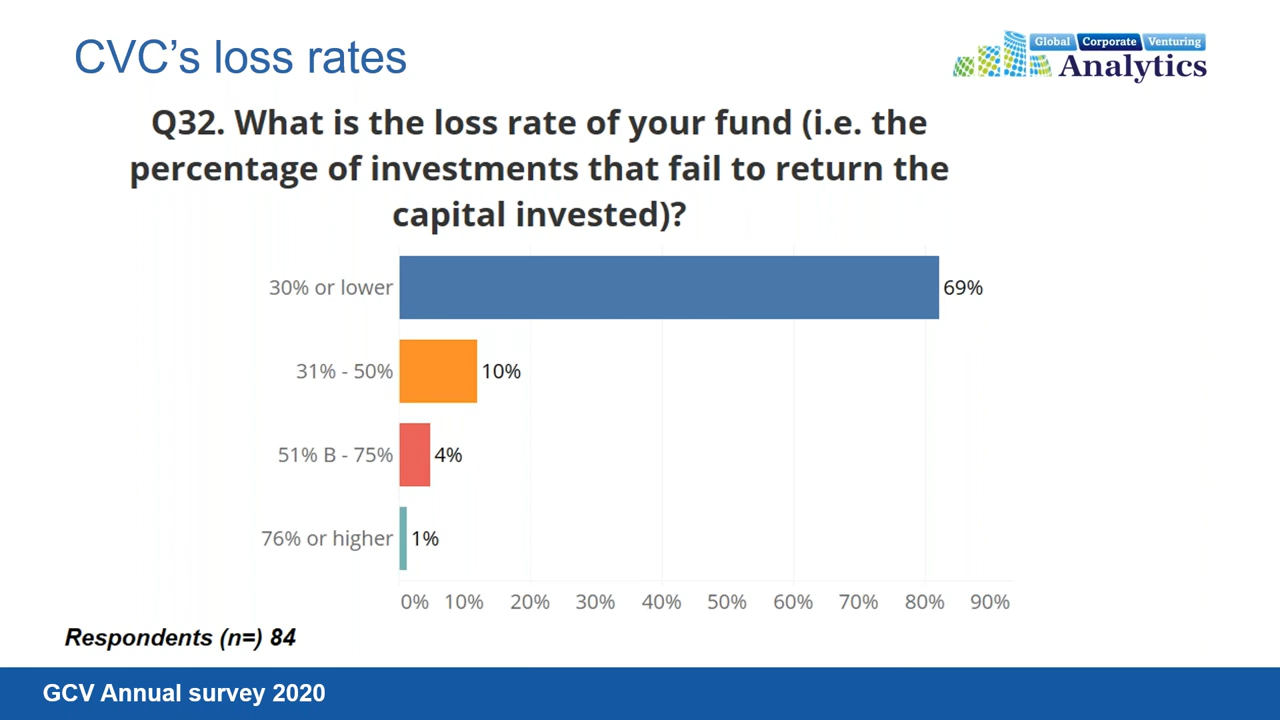 CVC’s loss rates
Global Corporate Venturing
Analytics
Q32. What is the loss rate of your fund (i.e. the
percentage of investments that fail to return the
capital invested)?
30% or lower 69%
31% - 50% 10%
51% B - 75% 4%
76% or higher 1%
0% 10% 20% 30% 40% 50% 60% 70% 80% 90%
Respondents (n=) 84
GCV Annual survey 2020